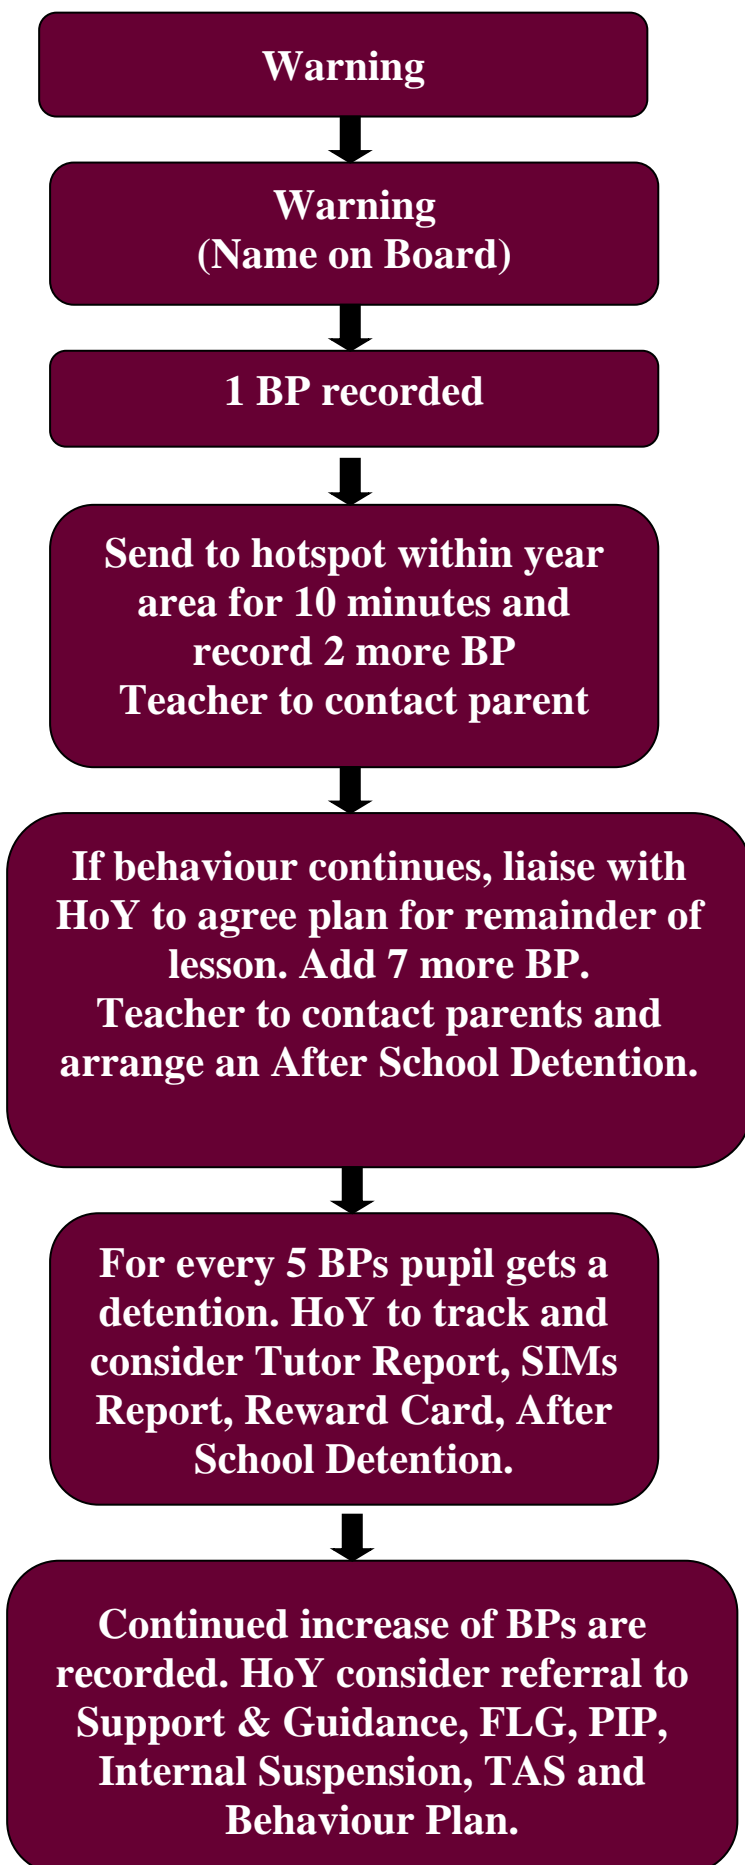 Warning
Warning
(Name on Board)
1 BP recorded
Send to hotspot within year
area for 10 minutes and
record 2 more BP
Teacher to contact parent
If behaviour continues, liaise with
HoY to agree plan for remainder of
lesson. Add 7 more BP.
Teacher to contact parents and
arrange an After School Detention.
For every 5 BPs pupil gets a
detention. HoY to track and
consider Tutor Report, SIMs
Report, Reward Card, After
School Detention.
Continued increase of BPs are
recorded. HoY consider referral to
Support & Guidance, FLG, PIP,
Internal Suspension, TAS and
Behaviour Plan.